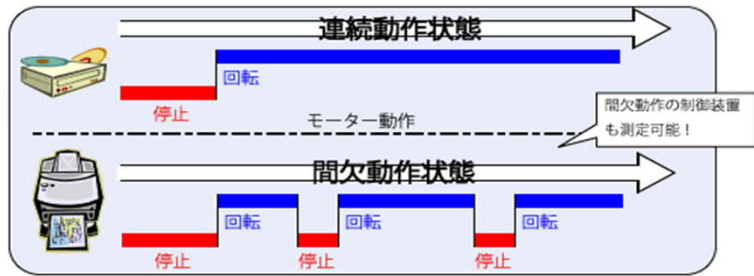 連続動作状態
回転
停止
モーター動作
間欠動作の制御装置
も測定可能！
間欠動作状態
回転
回転
回転
停止
停止
停止